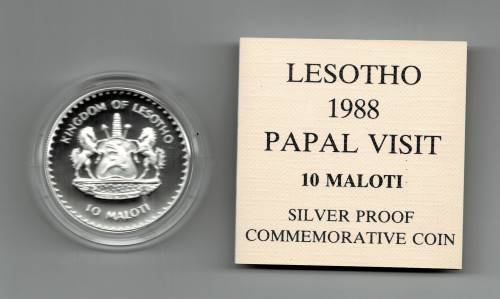 KINGDOM OF LESOTHO
10 MALOTI
LESOTHO
1988
PAPAL VISIT
10 MALOTI
SILVER PROOF
COMMEMORATIVE COIN